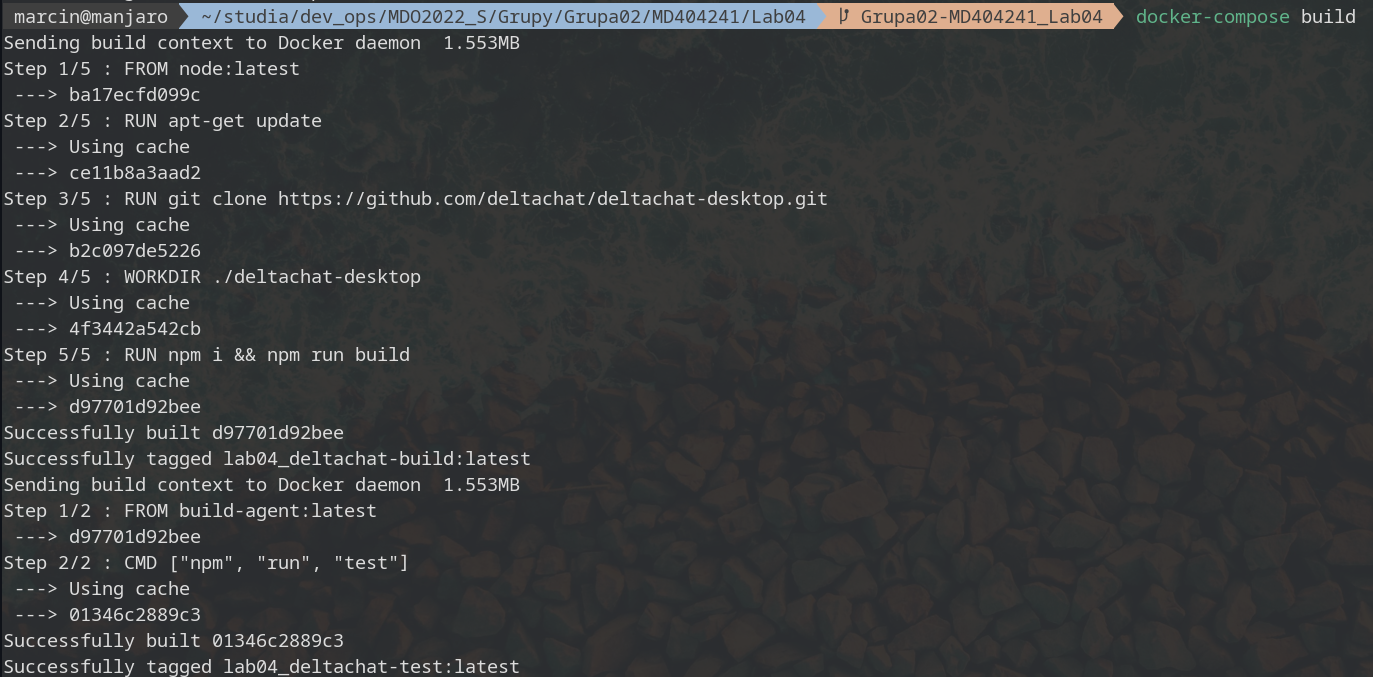 marcin@manjaro ~/studia/dev_ops/MDO2022_S/Grupy/Grupa02/MD404241/Lab04 Grupa02-MD404241_Lab04 docker-compose build
Sending build context to Docker daemon  1.553MB
Step 1/5 : FROM node:latest
 ---> ba17ecfd099c
Step 2/5 : RUN apt-get update
 ---> Using cache
 ---> ce11b8a3aad2
Step 3/5 : RUN git clone https://github.com/deltachat/deltachat-desktop.git
 ---> Using cache
 ---> b2c097de5226
Step 4/5 : WORKDIR ./deltachat-desktop
 ---> Using cache
 ---> 4f3442a542cb
Step 5/5 : RUN npm i && npm run build
 ---> Using cache
 ---> d97701d92bee
Successfully built d97701d92bee
Successfully tagged lab04_deltachat-build:latest
Sending build context to Docker daemon  1.553MB
Step 1/2 : FROM build-agent:latest
 ---> d97701d92bee
Step 2/2 : CMD ["npm", "run", "test"]
 ---> Using cache
 ---> 01346c2889c3
Successfully built 01346c2889c3
Successfully tagged lab04_deltachat-test:latest